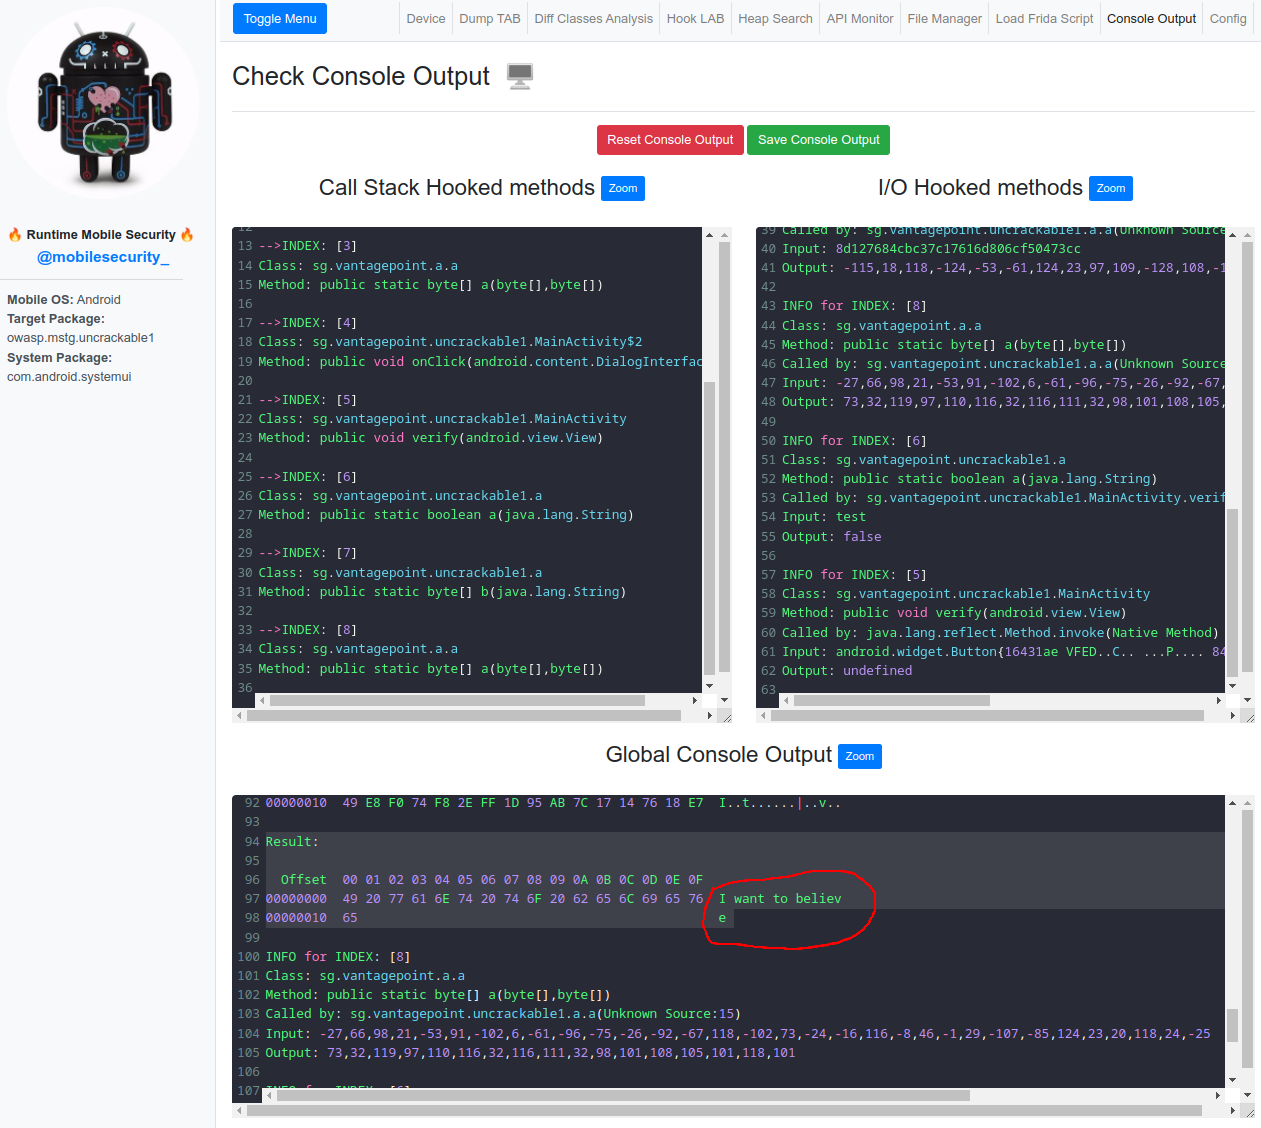 Toggle Menu
Device
Dump TAB
Diff Classes Analysis
Hook LAB
Heap Search
API Monitor
File Manager
Load Frida Script
Console Output
Config
🔥 Runtime Mobile Security 🔥
@mobilesecurity_
Mobile OS: Android
Target Package:
owasp.mstg.uncrackable1
System Package:
com.android.systemui
Check Console Output
Reset Console Output
Save Console Output
Call Stack Hooked methods Zoom
12
13 -->INDEX: [3]
14 Class: sg.vantagepoint.a.a
15 Method: public static byte[] a(byte[],byte[])
16
17 -->INDEX: [4]
18 Class: sg.vantagepoint.uncrackable1.MainActivity$2
19 Method: public void onClick(android.content.DialogInterfac
20
21 -->INDEX: [5]
22 Class: sg.vantagepoint.uncrackable1.MainActivity
23 Method: public void verify(android.view.View)
24
25 -->INDEX: [6]
26 Class: sg.vantagepoint.uncrackable1.a
27 Method: public static boolean a(java.lang.String)
28
29 -->INDEX: [7]
30 Class: sg.vantagepoint.uncrackable1.a
31 Method: public static byte[] b(java.lang.String)
32
33 -->INDEX: [8]
34 Class: sg.vantagepoint.a.a
35 Method: public static byte[] a(byte[],byte[])
36
I/O Hooked methods Zoom
39 Called by: sg.vantagepoint.uncrackable1.a.a(Unknown Source
40 Input: 8d127684cbc37c17616d806cf50473cc
41 Output: -115,18,118,-124,-53,-61,124,23,97,109,-128,108,-1
42
43 INFO for INDEX: [8]
44 Class: sg.vantagepoint.a.a
45 Method: public static byte[] a(byte[],byte[])
46 Called by: sg.vantagepoint.uncrackable1.a.a(Unknown Source
47 Input: -27,66,98,21,-53,91,-102,6,-61,-96,-75,-26,-92,-67,
48 Output: 73,32,119,97,110,116,32,116,111,32,98,101,108,105,
49
50 INFO for INDEX: [6]
51 Class: sg.vantagepoint.uncrackable1.a
52 Method: public static boolean a(java.lang.String)
53 Called by: sg.vantagepoint.uncrackable1.MainActivity.verif
54 Input: test
55 Output: false
56
57 INFO for INDEX: [5]
58 Class: sg.vantagepoint.uncrackable1.MainActivity
59 Method: public void verify(android.view.View)
60 Called by: java.lang.reflect.Method.invoke(Native Method)
61 Input: android.widget.Button{16431ae VFED..C.. ...P.... 84
62 Output: undefined
63
Global Console Output Zoom
92 00000010 49 E8 F0 74 F8 2E FF 1D 95 AB 7C 17 14 76 18 E7 I..t......|..v..
93
94 Result:
95
96 Offset 00 01 02 03 04 05 06 07 08 09 0A 0B 0C 0D 0E 0F
97 00000000 49 20 77 61 6E 74 20 74 6F 20 62 65 6C 69 65 76 I want to believ
98 00000010 65 e
99
100 INFO for INDEX: [8]
101 Class: sg.vantagepoint.a.a
102 Method: public static byte[] a(byte[],byte[])
103 Called by: sg.vantagepoint.uncrackable1.a.a(Unknown Source:15)
104 Input: -27,66,98,21,-53,91,-102,6,-61,-96,-75,-26,-92,-67,118,-102,73,-24,-16,116,-8,46,-1,29,-107,-85,124,23,20,118,24,-25
105 Output: 73,32,119,97,110,116,32,116,111,32,98,101,108,105,101,118,101
106
107 INFO for INDEX: [6]